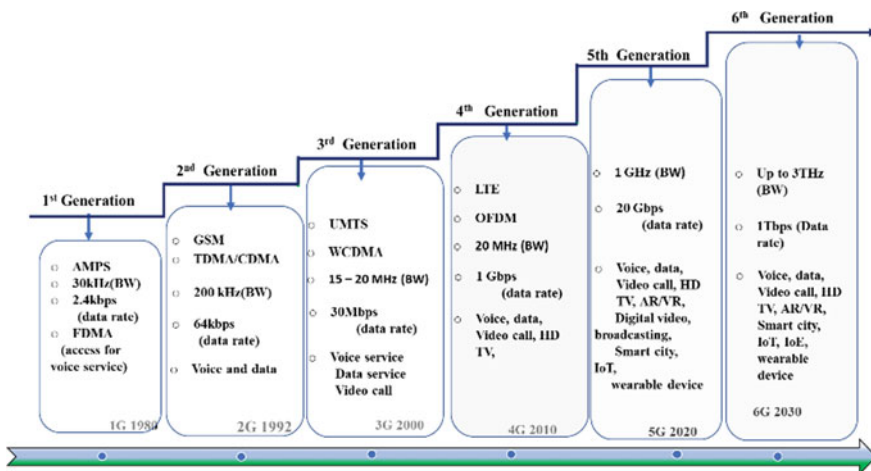 1st Generation
AMPS
30kHz(BW)
2.4kbps
(data rate)
FDMA
(access for
voice service)
1G 1980
2nd Generation
GSM
TDMA/CDMA
200 kHz(BW)
64kbps
(data rate)
Voice and data
2G 1992
3rd Generation
UMTS
WCDMA
15 – 20 MHz (BW)
30Mbps
(data rate)
Voice service
Data service
Video call
3G 2000
4th Generation
LTE
OFDM
20 MHz (BW)
1 Gbps
(data rate)
Voice, data,
Video call, HD
TV,
4G 2010
5th Generation
1 GHz (BW)
20 Gbps
(data rate)
Voice, data,
Video call, HD
TV, AR/VR,
Digital video,
broadcasting,
Smart city,
IoT,
wearable device
5G 2020
6th Generation
Up to 3THz
(BW)
1Tbps (Data
rate)
Voice, data,
Video call, HD
TV, AR/VR,
Smart city,
IoT, IoE,
wearable
device
6G 2030